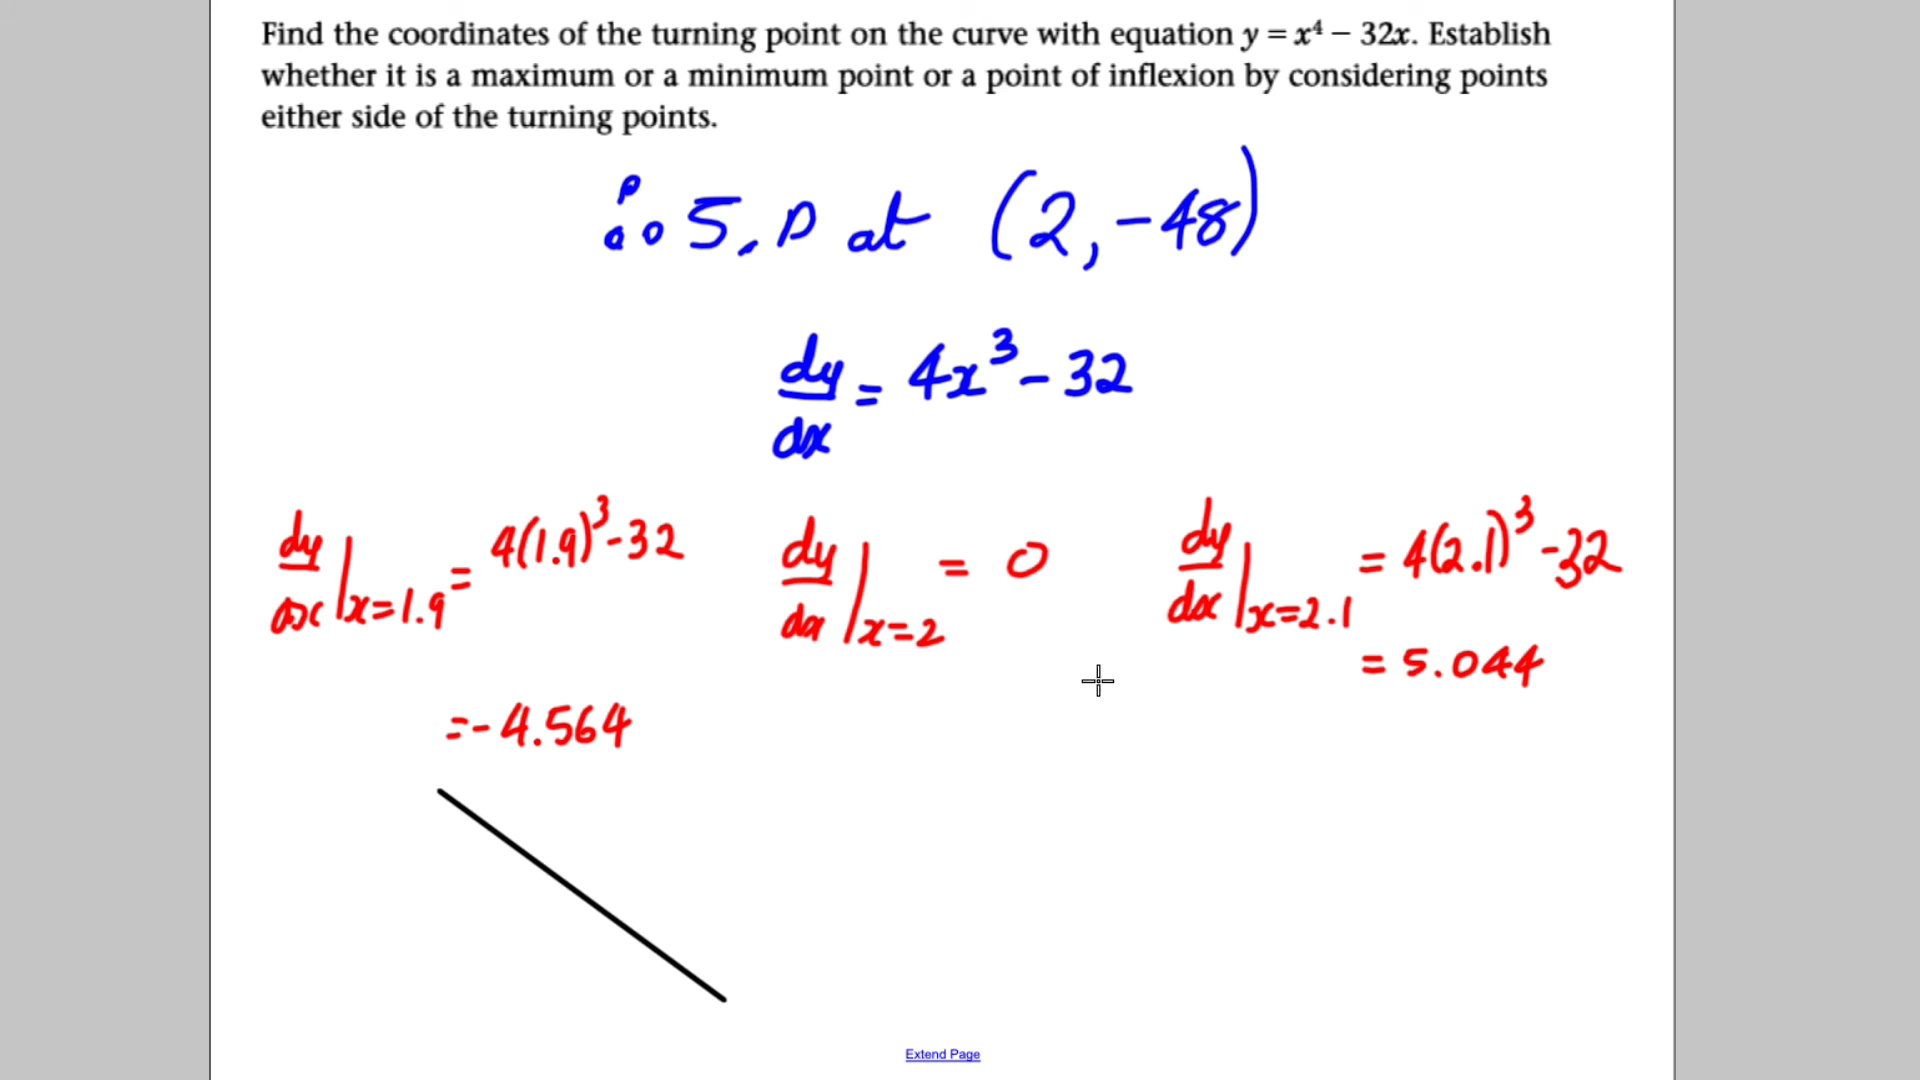 Find the coordinates of the turning point on the curve with equation y = x⁴ – 32x. Establish
whether it is a maximum or a minimum point or a point of inflexion by considering points
either side of the turning points.
∴ S.P at (2, -48)
dy/dx = 4x³ - 32
dy/dx |x=1.9 = 4(1.9)³ - 32
= -4.564
dy/dx |x=2 = 0
dy/dx |x=2.1 = 4(2.1)³ - 32
= 5.044
Extend Page